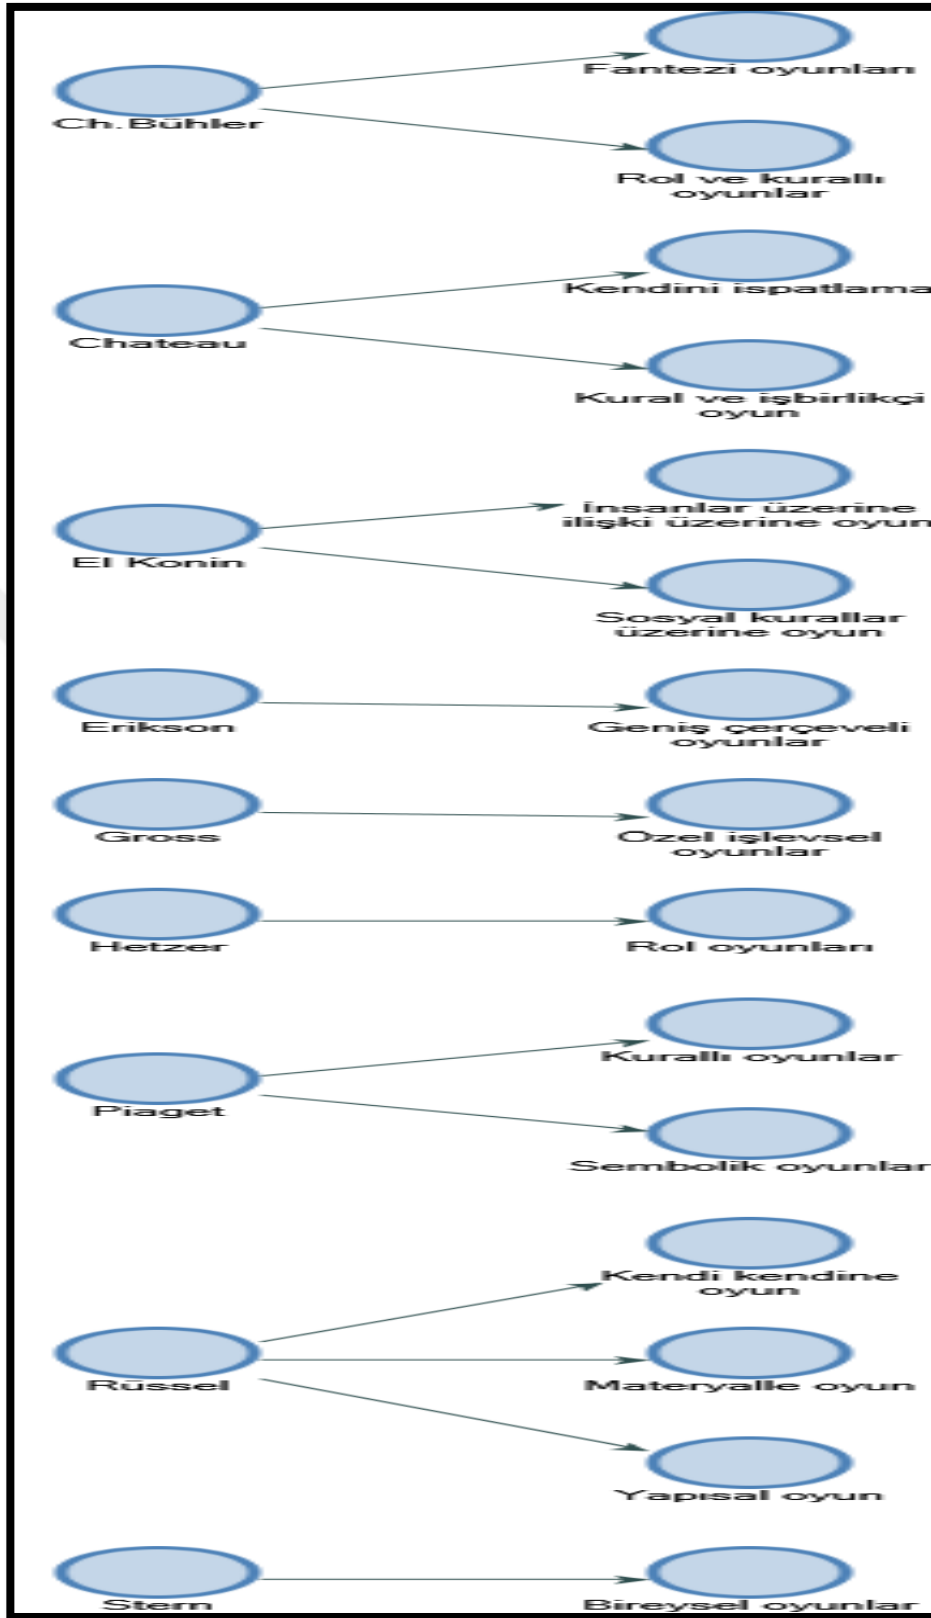 Fantezi oyunları
Ch.Bühler
Rol ve kurallı
oyunlar
Kendini ispatlama
Chateau
Kural ve işbirlikçi
oyun
İnsanlar üzerine
ilişki üzerine oyun
El Konin
Sosyal kurallar
üzerine oyun
Erikson
Geniş çerçeveli
oyunlar
Gross
Özel işlevsel
oyunlar
Hetzer
Rol oyunları
Kurallı oyunlar
Piaget
Sembolik oyunlar
Kendi kendine
oyun
Rüssel
Materyalle oyun
Yapısal oyun
Stern
Bireysel oyunlar